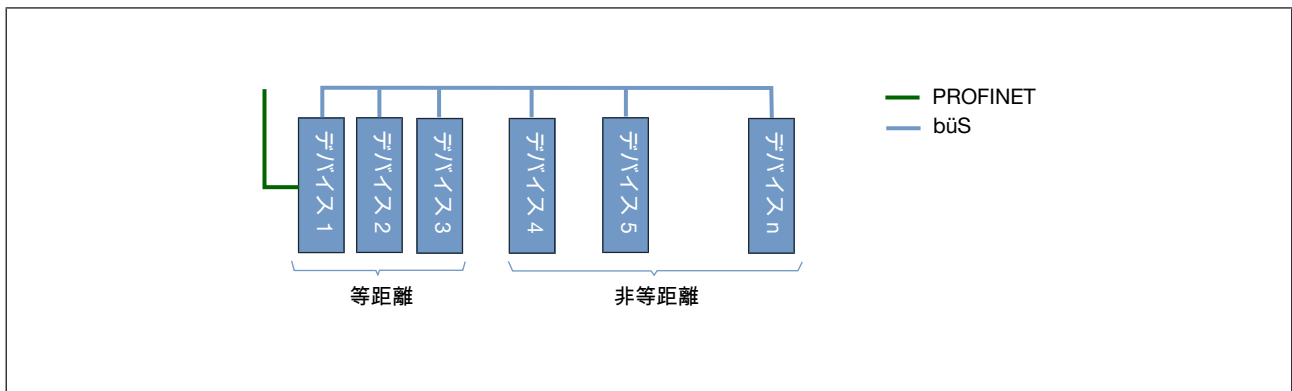 PROFINET
büS
デバイス 1
デバイス 2
デバイス 3
デバイス 4
デバイス 5
デバイス n
等距離
非等距離